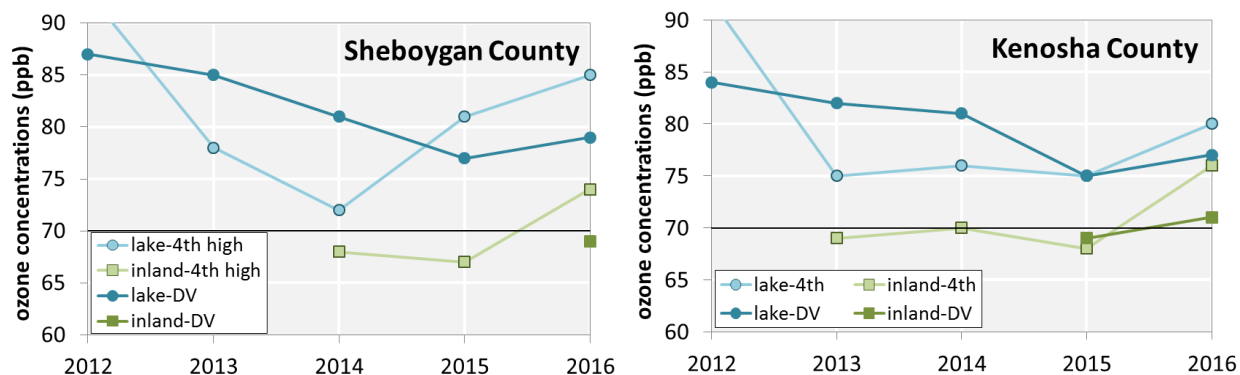 Sheboygan County
ozone concentrations (ppb)
90
85
80
75
70
65
60
lake-4th high
inland-4th high
lake-DV
inland-DV
2012 2013 2014 2015 2016
Kenosha County
ozone concentrations (ppb)
90
85
80
75
70
65
60
lake-4th inland-4th
lake-DV inland-DV
2012 2013 2014 2015 2016